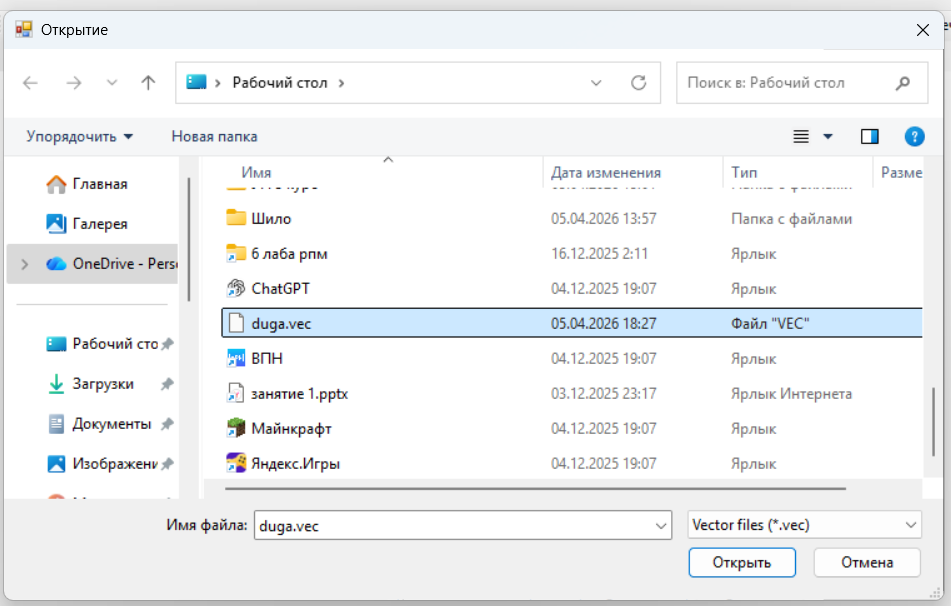 Открытие
Рабочий стол
Поиск в: Рабочий стол
Упорядочить
Новая папка
Имя
Дата изменения
Тип
Разме
Главная
Галерея
OneDrive - Perso
Рабочий сто
Загрузки
Документы
Изображени
Шило 05.04.2026 13:57 Папка с файлами
6 лаба рпм 16.12.2025 2:11 Ярлык
ChatGPT 04.12.2025 19:07 Ярлык
duga.vec 05.04.2026 18:27 Файл "VEC"
ВПН 04.12.2025 19:07 Ярлык
занятие 1.pptx 03.12.2025 23:17 Ярлык Интернета
Майнкрафт 04.12.2025 19:07 Ярлык
Яндекс.Игры 04.12.2025 19:07 Ярлык
Имя файла: duga.vec
Vector files (*.vec)
Открыть
Отмена